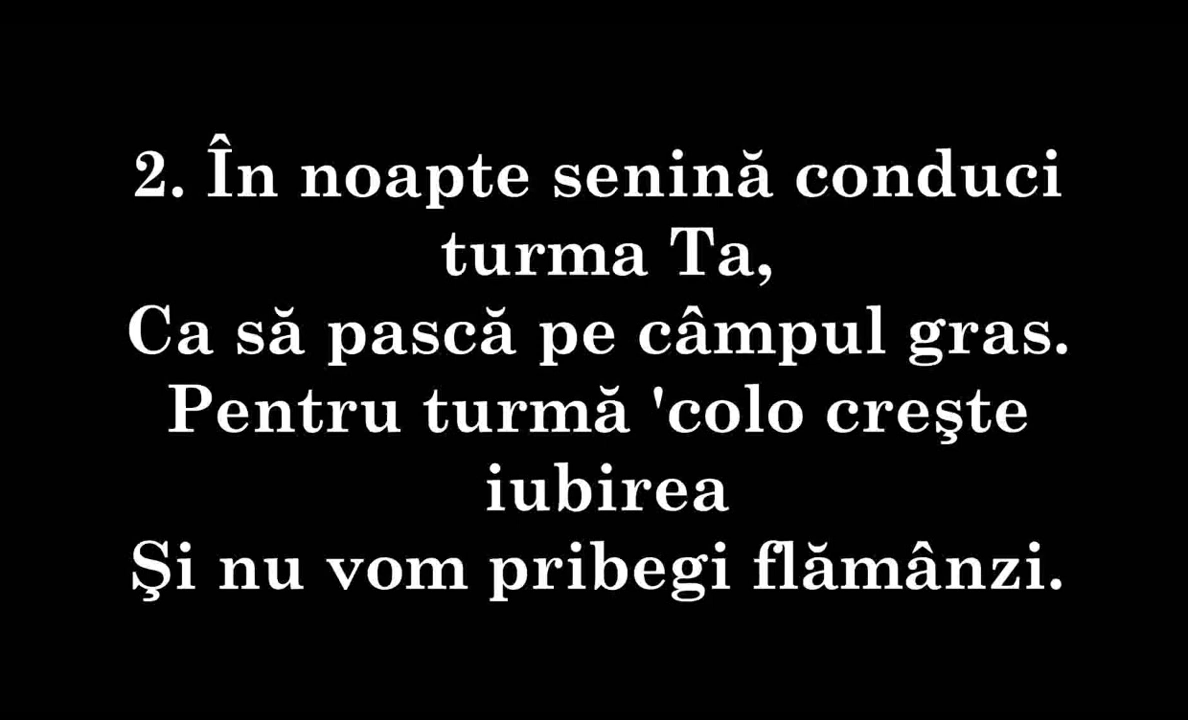 2. În noapte senină conduci
turma Ta,
Ca să pască pe câmpul gras.
Pentru turmă 'colo creşte
iubirea
Şi nu vom pribegi flămânzi.